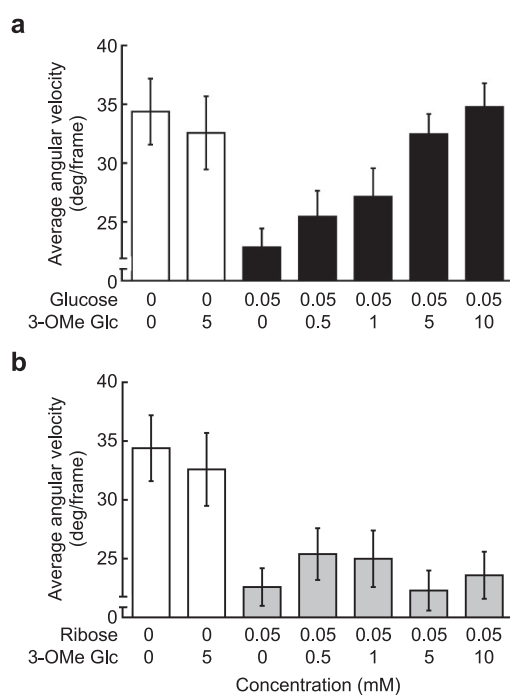 a
Average angular velocity
(deg/frame)
40
35
30
25
0
Glucose 0 0 0.05 0.05 0.05 0.05 0.05
3-OMe Glc 0 5 0 0.5 1 5 10
b
Average angular velocity
(deg/frame)
40
35
30
25
0
Ribose 0 0 0.05 0.05 0.05 0.05 0.05
3-OMe Glc 0 5 0 0.5 1 5 10
Concentration (mM)